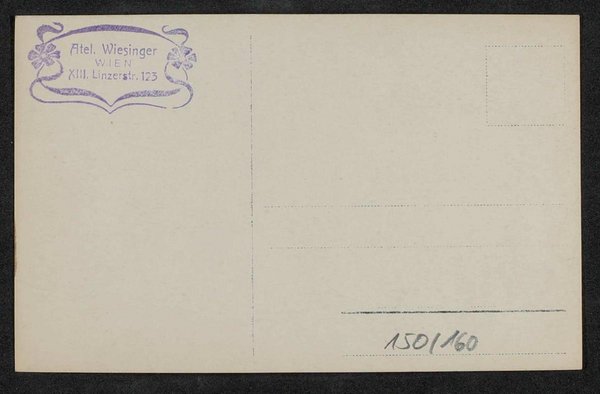 Atel. Wiesinger
WIEN
XIII. Linzerstr. 123
150/160